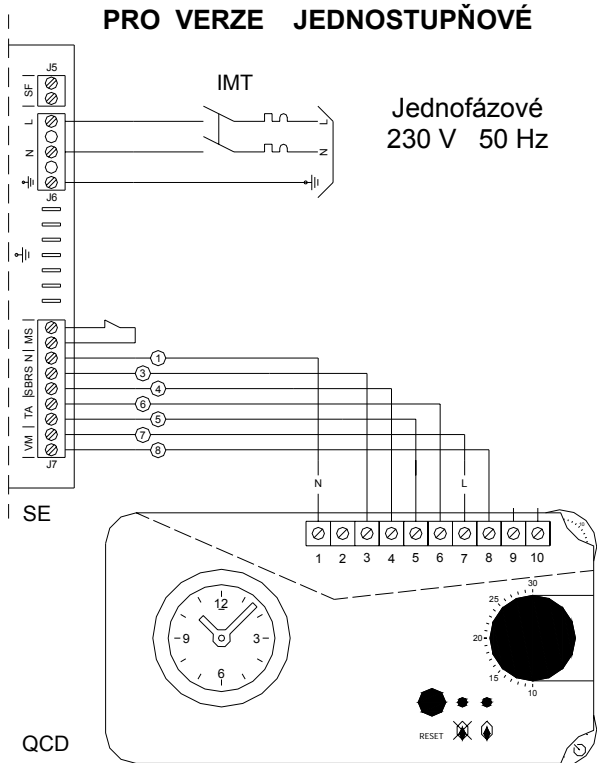 PRO VERZE JEDNOSTUPŇOVÉ
J5
SF
IMT
L
L
Jednofázové
230 V 50 Hz
N
N
J6
MS
N
1
SBRS
3
4
6
TA
5
7
VM
8
J7
N
L
SE
1 2 3 4 5 6 7 8 9 10
12
9
3
6
30
25
20
15
10
RESET
QCD